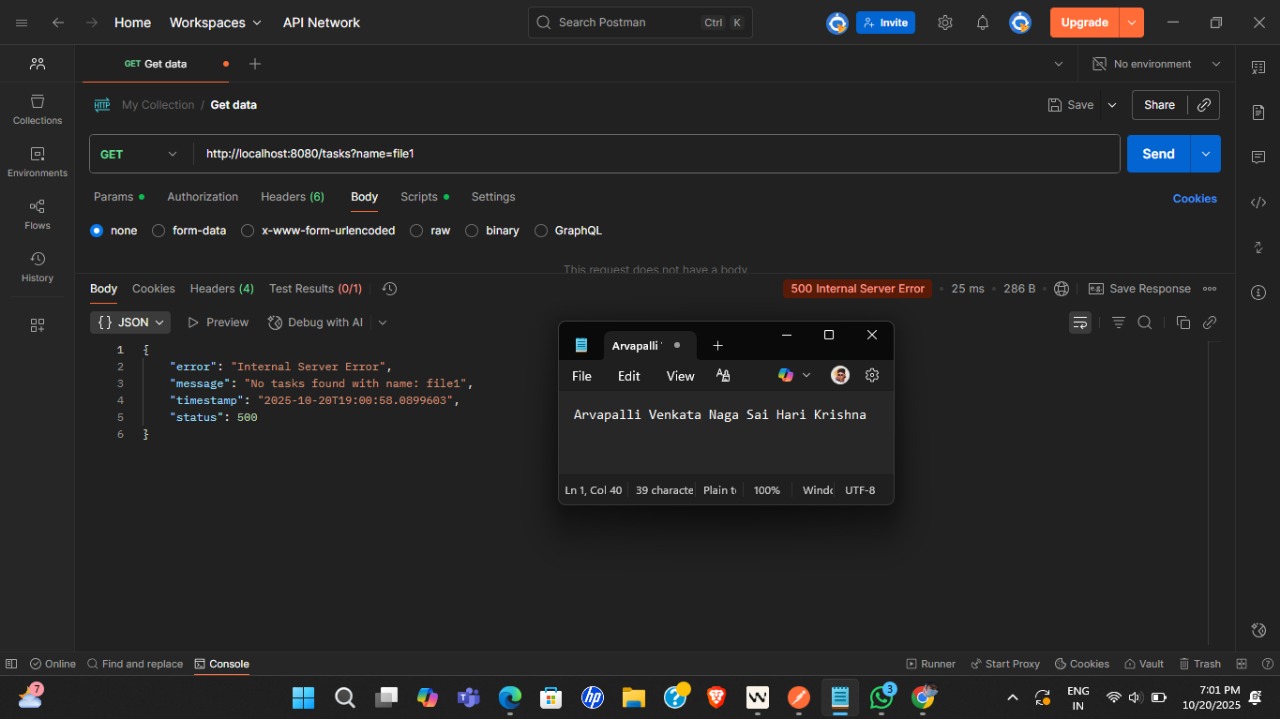 Home Workspaces API Network Search Postman Ctrl K Invite Upgrade
GET Get data No environment
HTTP My Collection / Get data Save Share
GET http://localhost:8080/tasks?name=file1 Send
Params Authorization Headers (6) Body Scripts Settings Cookies
none form-data x-www-form-urlencoded raw binary GraphQL
This request does not have a body
Collections
Environments
Flows
History
Body Cookies Headers (4) Test Results (0/1) 500 Internal Server Error 25 ms 286 B Save Response
{} JSON Preview Debug with AI
1 {
2 "error": "Internal Server Error",
3 "message": "No tasks found with name: file1",
4 "timestamp": "2025-10-20T19:00:58.0899603",
5 "status": 500
6 }
Arvapalli
File Edit View
Arvapalli Venkata Naga Sai Hari Krishna
Ln 1, Col 40 39 characte Plain t 100% Windo UTF-8
Online Find and replace Console Runner Start Proxy Cookies Vault Trash
7 3 ENG IN 7:01 PM
10/20/2025